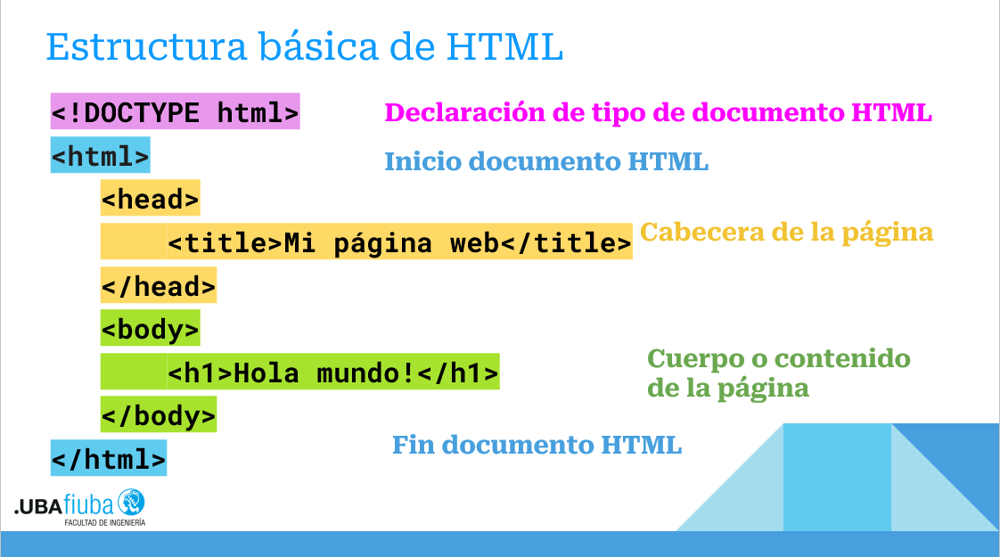 Estructura básica de HTML
<!DOCTYPE html>
Declaración de tipo de documento HTML
<html>
Inicio documento HTML
<head>
<title>Mi página web</title>
Cabecera de la página
</head>
<body>
<h1>Hola mundo!</h1>
Cuerpo o contenido
de la página
</body>
Fin documento HTML
</html>
.UBAfiuba
FACULTAD DE INGENIERÍA